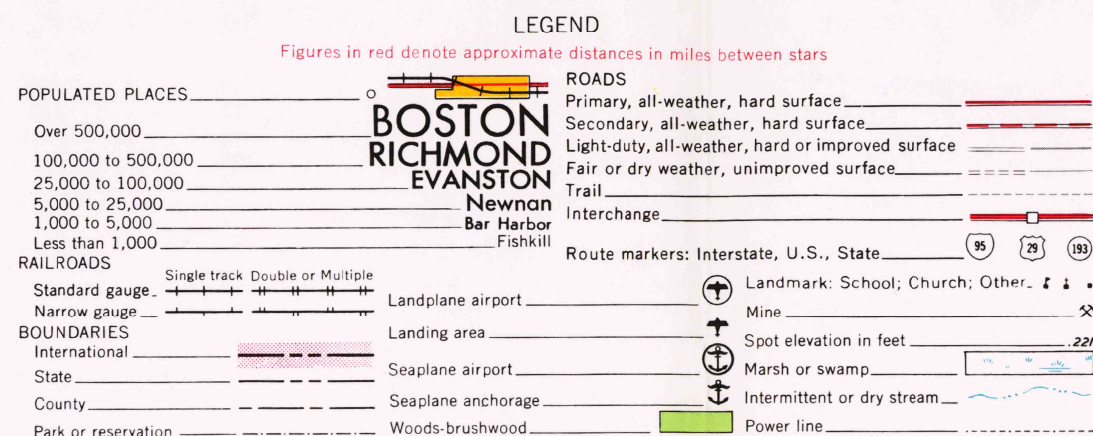 LEGEND
Figures in red denote approximate distances in miles between stars
POPULATED PLACES
Over 500,000 BOSTON
100,000 to 500,000 RICHMOND
25,000 to 100,000 EVANSTON
5,000 to 25,000 Newnan
1,000 to 5,000 Bar Harbor
Less than 1,000 Fishkill
RAILROADS
Single track Double or Multiple
Standard gauge
Narrow gauge
BOUNDARIES
International
State
County
Park or reservation
Landplane airport
Landing area
Seaplane airport
Seaplane anchorage
Woods-brushwood
ROADS
Primary, all-weather, hard surface
Secondary, all-weather, hard surface
Light-duty, all-weather, hard or improved surface
Fair or dry weather, unimproved surface
Trail
Interchange
Route markers: Interstate, U.S., State 95 29 193
Landmark: School; Church; Other
Mine
Spot elevation in feet .221
Marsh or swamp
Intermittent or dry stream
Power line